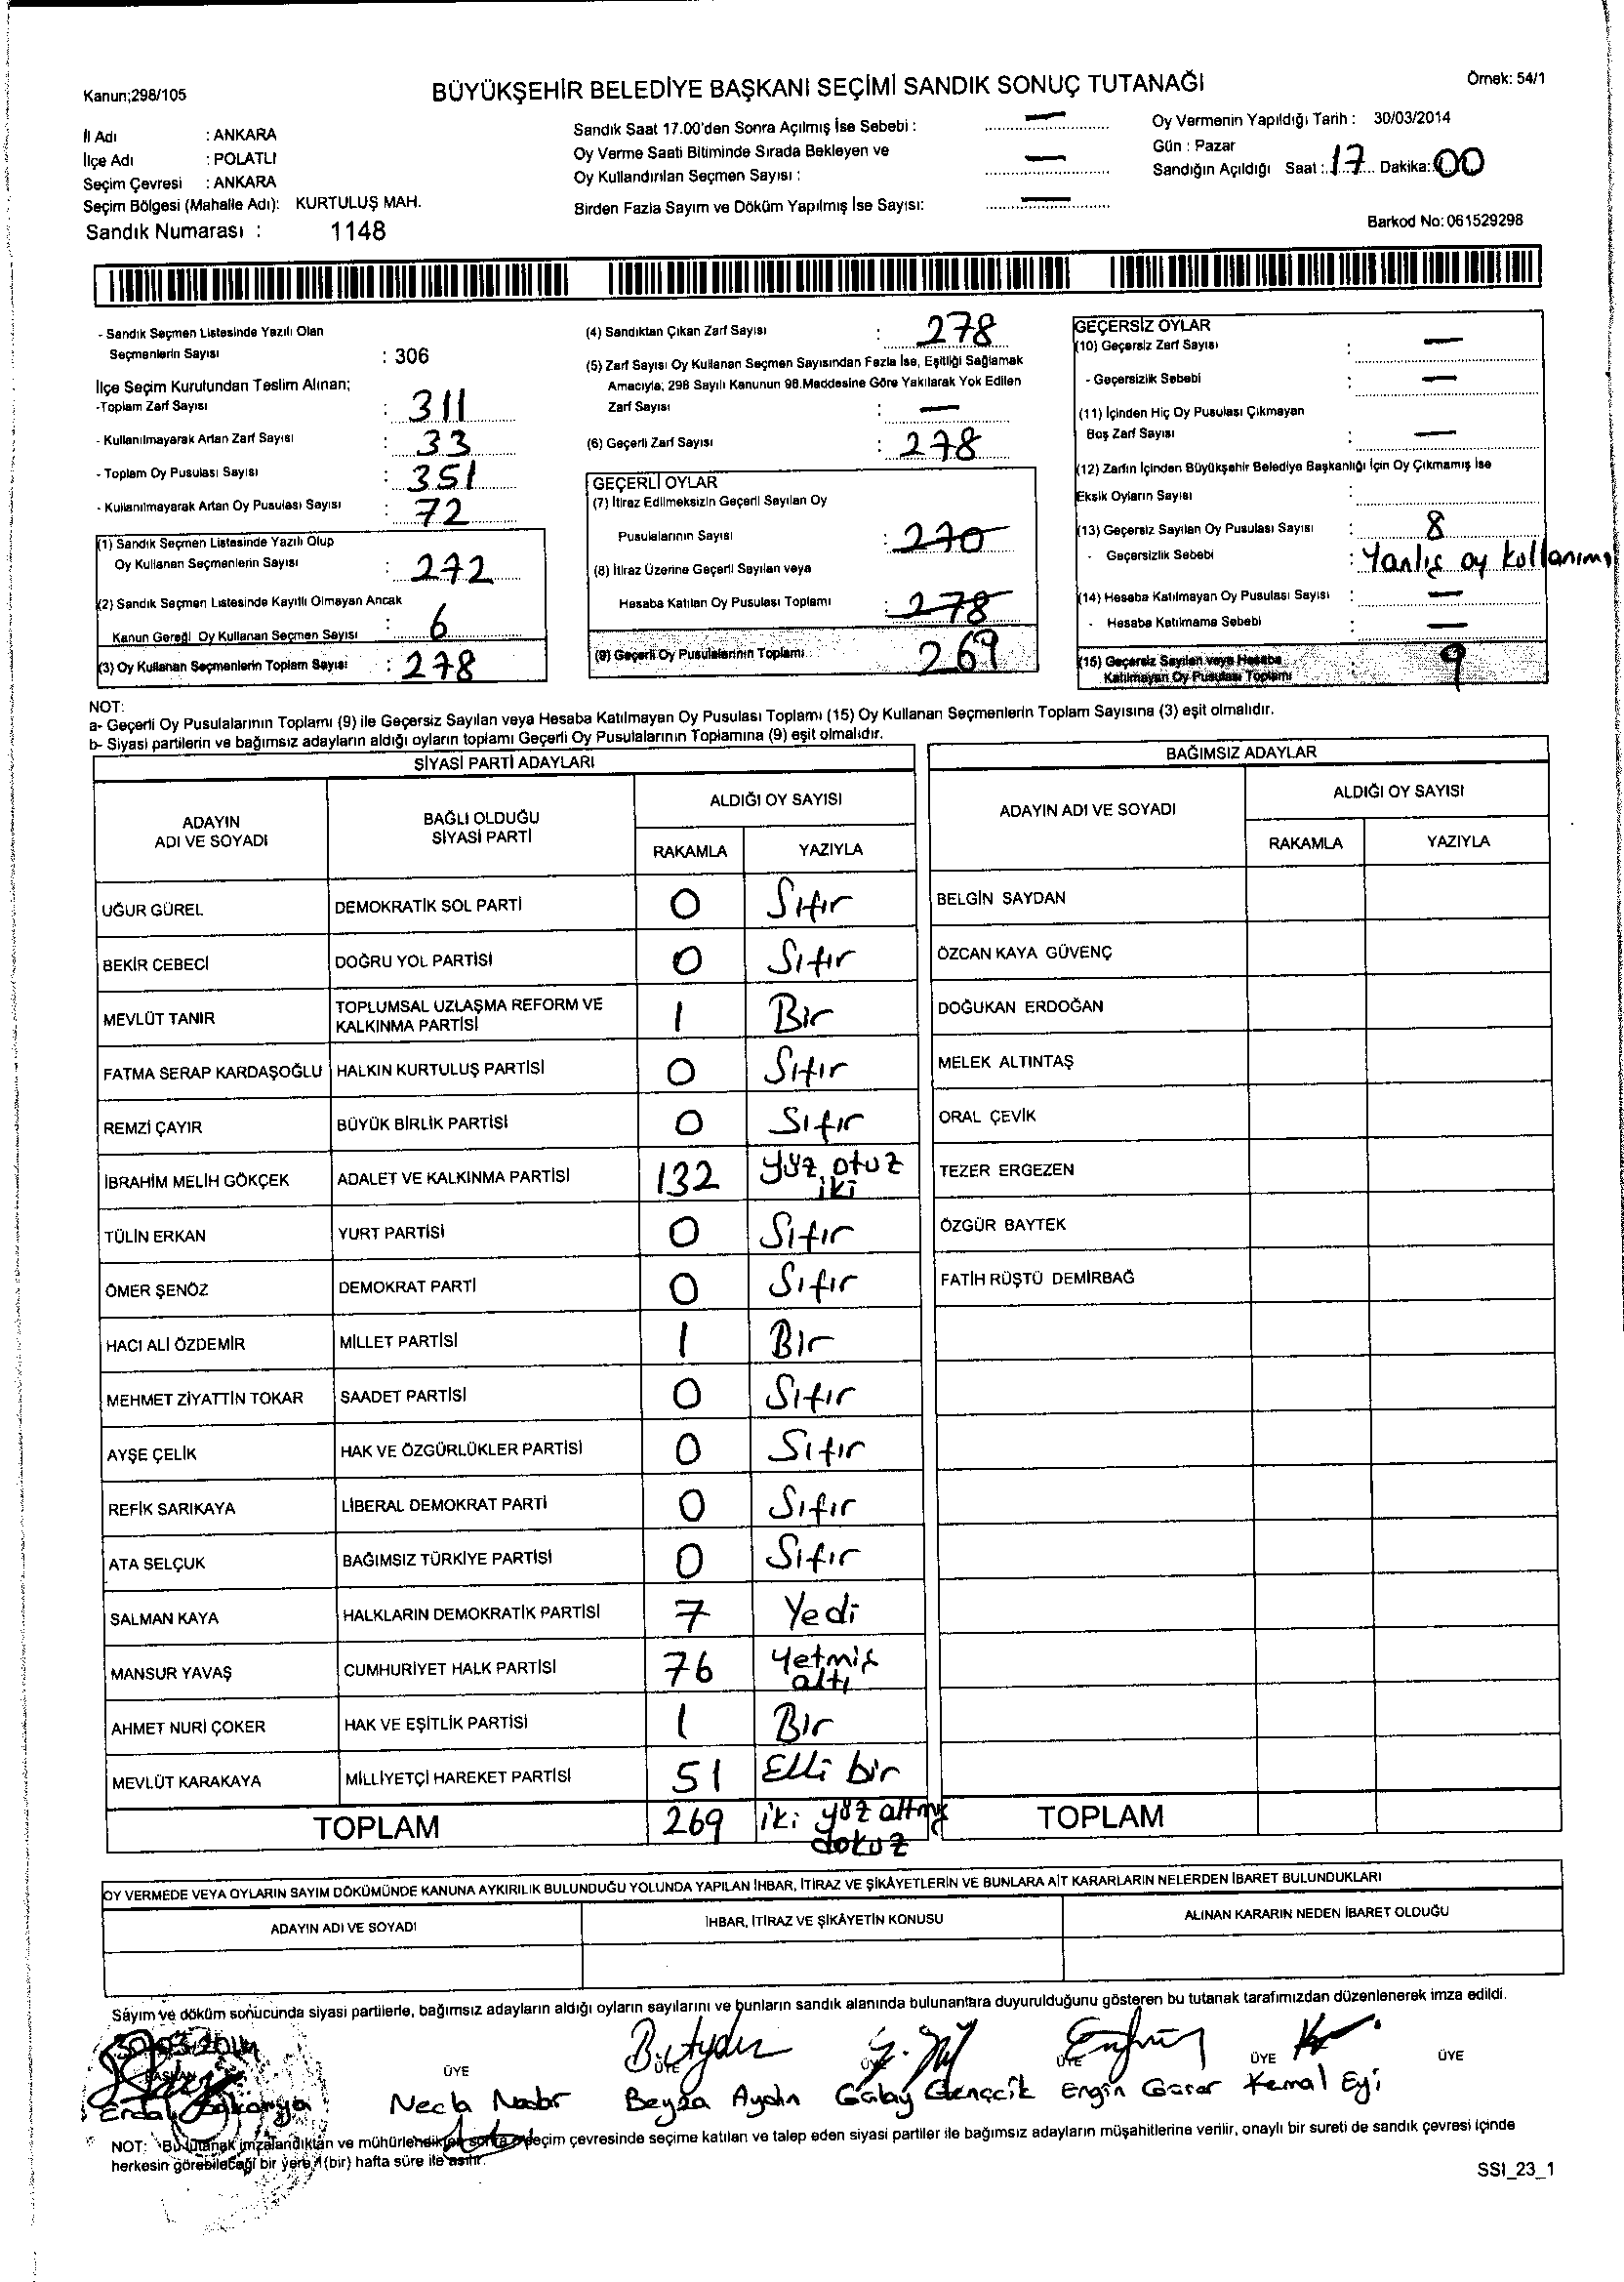 Kanun;298/105
BÜYÜKŞEHİR BELEDİYE BAŞKANI SEÇİMİ SANDIK SONUÇ TUTANAĞI
Örnek: 54/1
İl Adı : ANKARA
İlçe Adı : POLATLI
Seçim Çevresi : ANKARA
Seçim Bölgesi (Mahalle Adı): KURTULUŞ MAH.
Sandık Numarası : 1148
Sandık Saat 17.00'den Sonra Açılmış İse Sebebi : —
Oy Verme Saati Bitiminde Sırada Bekleyen ve
Oy Kullandırılan Seçmen Sayısı : —
Birden Fazla Sayım ve Döküm Yapılmış İse Sayısı: —
Oy Vermenin Yapıldığı Tarih : 30/03/2014
Gün : Pazar
Sandığın Açıldığı Saat : 17 Dakika: 00
Barkod No: 061529298
- Sandık Seçmen Listesinde Yazılı Olan
Seçmenlerin Sayısı : 306
İlçe Seçim Kurulundan Teslim Alınan;
-Toplam Zarf Sayısı : 311
- Kullanılmayarak Artan Zarf Sayısı : 33
- Toplam Oy Pusulası Sayısı : 351
- Kullanılmayarak Artan Oy Pusulası Sayısı : 72
(1) Sandık Seçmen Listesinde Yazılı Olup
Oy Kullanan Seçmenlerin Sayısı : 272
(2) Sandık Seçmen Listesinde Kayıtlı Olmayan Ancak
Kanun Gereği Oy Kullanan Seçmen Sayısı : 6
(3) Oy Kullanan Seçmenlerin Toplam Sayısı : 278
(4) Sandıktan Çıkan Zarf Sayısı : 278
(5) Zarf Sayısı Oy Kullanan Seçmen Sayısından Fazla İse, Eşitliği Sağlamak
Amacıyla; 298 Sayılı Kanunun 98.Maddesine Göre Yakılarak Yok Edilen
Zarf Sayısı : —
(6) Geçerli Zarf Sayısı : 278
GEÇERLİ OYLAR
(7) İtiraz Edilmeksizin Geçerli Sayılan Oy
Pusulalarının Sayısı : 270
(8) İtiraz Üzerine Geçerli Sayılan veya
Hesaba Katılan Oy Pusulası Toplamı : 278
(9) Geçerli Oy Pusulalarının Toplamı 269
GEÇERSİZ OYLAR
(10) Geçersiz Zarf Sayısı : —
- Geçersizlik Sebebi : —
(11) İçinden Hiç Oy Pusulası Çıkmayan
Boş Zarf Sayısı : —
(12) Zarfın İçinden Büyükşehir Belediye Başkanlığı İçin Oy Çıkmamış İse
Eksik Oyların Sayısı :
(13) Geçersiz Sayılan Oy Pusulası Sayısı : 8
- Geçersizlik Sebebi : Yanlış oy kullanımı
(14) Hesaba Katılmayan Oy Pusulası Sayısı : —
- Hesaba Katılmama Sebebi : —
(15) Geçersiz Sayılan veya Hesaba
Katılmayan Oy Pusulası Toplamı : 9
NOT:
a- Geçerli Oy Pusulalarının Toplamı (9) ile Geçersiz Sayılan veya Hesaba Katılmayan Oy Pusulası Toplamı (15) Oy Kullanan Seçmenlerin Toplam Sayısına (3) eşit olmalıdır.
b- Siyasi partilerin ve bağımsız adayların aldığı oyların toplamı Geçerli Oy Pusulalarının Toplamına (9) eşit olmalıdır.
SİYASİ PARTİ ADAYLARI
ADAYIN ADI VE SOYADI BAĞLI OLDUĞU SİYASİ PARTİ ALDIĞI OY SAYISI
RAKAMLA YAZIYLA
UĞUR GÜREL DEMOKRATİK SOL PARTİ 0 Sıfır
BEKİR CEBECİ DOĞRU YOL PARTİSİ 0 Sıfır
MEVLÜT TANIR TOPLUMSAL UZLAŞMA REFORM VE KALKINMA PARTİSİ 1 Bir
FATMA SERAP KARDAŞOĞLU HALKIN KURTULUŞ PARTİSİ 0 Sıfır
REMZİ ÇAYIR BÜYÜK BİRLİK PARTİSİ 0 Sıfır
İBRAHİM MELİH GÖKÇEK ADALET VE KALKINMA PARTİSİ 132 yüz otuz iki
TÜLİN ERKAN YURT PARTİSİ 0 Sıfır
ÖMER ŞENÖZ DEMOKRAT PARTİ 0 Sıfır
HACI ALİ ÖZDEMİR MİLLET PARTİSİ 1 Bir
MEHMET ZİYATTİN TOKAR SAADET PARTİSİ 0 Sıfır
AYŞE ÇELİK HAK VE ÖZGÜRLÜKLER PARTİSİ 0 Sıfır
REFİK SARIKAYA LİBERAL DEMOKRAT PARTİ 0 Sıfır
ATA SELÇUK BAĞIMSIZ TÜRKİYE PARTİSİ 0 Sıfır
SALMAN KAYA HALKLARIN DEMOKRATİK PARTİSİ 7 Yedi
MANSUR YAVAŞ CUMHURİYET HALK PARTİSİ 76 Yetmiş altı
AHMET NURİ ÇOKER HAK VE EŞİTLİK PARTİSİ 1 Bir
MEVLÜT KARAKAYA MİLLİYETÇİ HAREKET PARTİSİ 51 Elli bir
TOPLAM 269 iki yüz altmış dokuz
BAĞIMSIZ ADAYLAR
ADAYIN ADI VE SOYADI ALDIĞI OY SAYISI
RAKAMLA YAZIYLA
BELGİN SAYDAN
ÖZCAN KAYA GÜVENÇ
DOĞUKAN ERDOĞAN
MELEK ALTINTAŞ
ORAL ÇEVİK
TEZER ERGEZEN
ÖZGÜR BAYTEK
FATİH RÜŞTÜ DEMİRBAĞ
TOPLAM
OY VERMEDE VEYA OYLARIN SAYIM DÖKÜMÜNDE KANUNA AYKIRILIK BULUNDUĞU YOLUNDA YAPILAN İHBAR, İTİRAZ VE ŞİKÂYETLERİN VE BUNLARA AİT KARARLARIN NELERDEN İBARET BULUNDUKLARI
ADAYIN ADI VE SOYADI İHBAR, İTİRAZ VE ŞİKÂYETİN KONUSU ALINAN KARARIN NEDEN İBARET OLDUĞU
Sayım ve döküm sonucunda siyasi partilerle, bağımsız adayların aldığı oyların sayılarını ve bunların sandık alanında bulunanlara duyurulduğunu gösteren bu tutanak tarafımızdan düzenlenerek imza edildi.
30.03.2014
BAŞKAN ÜYE ÜYE ÜYE ÜYE ÜYE ÜYE
Erdal Necla Beyza Aydın Gülay Gençcik Engin Kemal Eyi
NOT: Bu tutanak imzalandıktan ve mühürlendikten sonra seçim çevresinde seçime katılan ve talep eden siyasi partiler ile bağımsız adayların müşahitlerine verilir, onaylı bir sureti de sandık çevresi içinde
herkesin görebileceği bir yere 1 (bir) hafta süre ile asılır.
SSI_23_1